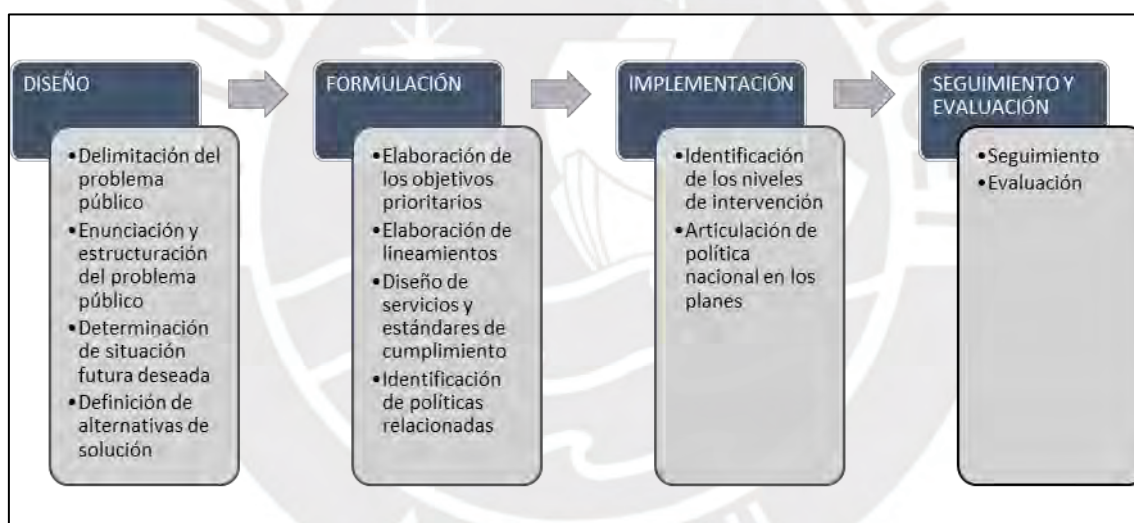 DISEÑO
•Delimitación del
problema
público
•Enunciación y
estructuración
del problema
público
•Determinación
de situación
futura deseada
•Definición de
alternativas de
solución
FORMULACIÓN
•Elaboración de
los objetivos
prioritarios
•Elaboración de
lineamientos
•Diseño de
servicios y
estándares de
cumplimiento
•Identificación
de políticas
relacionadas
IMPLEMENTACIÓN
•Identificación
de los niveles
de intervención
•Articulación de
política
nacional en los
planes
SEGUIMIENTO Y
EVALUACIÓN
•Seguimiento
•Evaluación